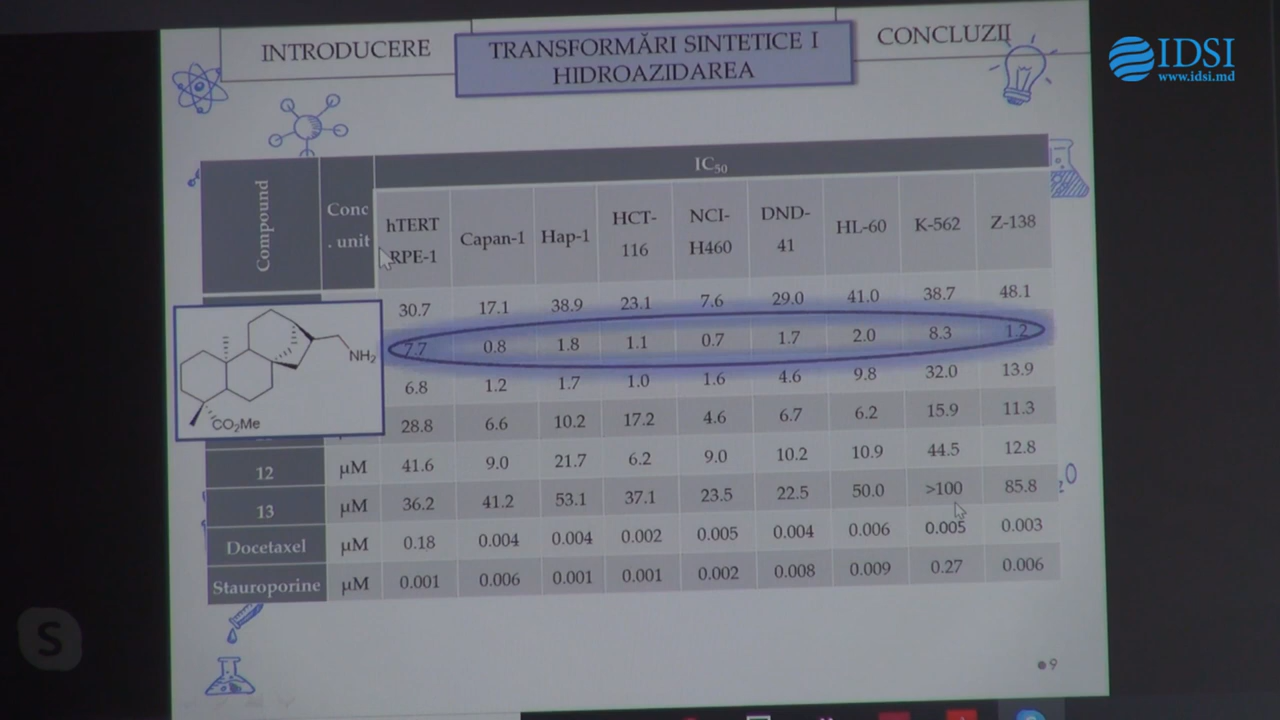 INTRODUCERE
TRANSFORMĂRI SINTETICE I
HIDROAZIDAREA
CONCLUZII
IDSI
www.idsi.md
Compound
Conc
. unit
IC50
hTERT
RPE-1
Capan-1
Hap-1
HCT-
116
NCI-
H460
DND-
41
HL-60
K-562
Z-138
30.7 17.1 38.9 23.1 7.6 29.0 41.0 38.7 48.1
7.7 0.8 1.8 1.1 0.7 1.7 2.0 8.3 1.2
6.8 1.2 1.7 1.0 1.6 4.6 9.8 32.0 13.9
28.8 6.6 10.2 17.2 4.6 6.7 6.2 15.9 11.3
12 μM 41.6 9.0 21.7 6.2 9.0 10.2 10.9 44.5 12.8
13 μM 36.2 41.2 53.1 37.1 23.5 22.5 50.0 >100 85.8
Docetaxel μM 0.18 0.004 0.004 0.002 0.005 0.004 0.006 0.005 0.003
Stauroporine μM 0.001 0.006 0.001 0.001 0.002 0.008 0.009 0.27 0.006
NH2
CO2Me
S
9